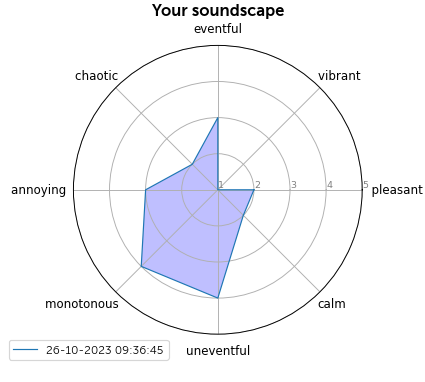 Your soundscape
eventful
chaotic
vibrant
annoying
1 2 3 4 5
pleasant
monotonous
calm
uneventful
26-10-2023 09:36:45